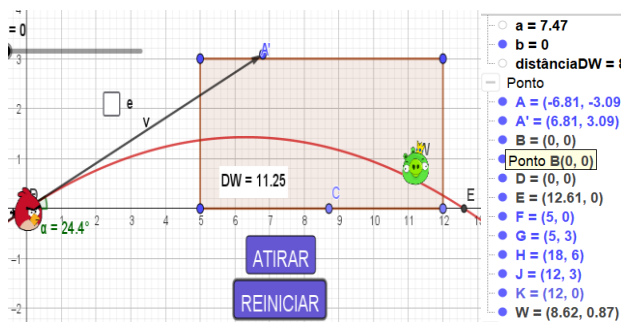 = 0
3
A'
e
v
2
1
W
DW = 11.25
C
E
α = 24.4°
0
1
2
3
4
5
6
7
8
9
10
11
12
13
−1
−2
ATIRAR
REINICIAR
a = 7.47
b = 0
distânciaDW = 8
Ponto
A = (-6.81, -3.09
A' = (6.81, 3.09)
B = (0, 0)
Ponto B(0, 0)
D = (0, 0)
E = (12.61, 0)
F = (5, 0)
G = (5, 3)
H = (18, 6)
J = (12, 3)
K = (12, 0)
W = (8.62, 0.87)